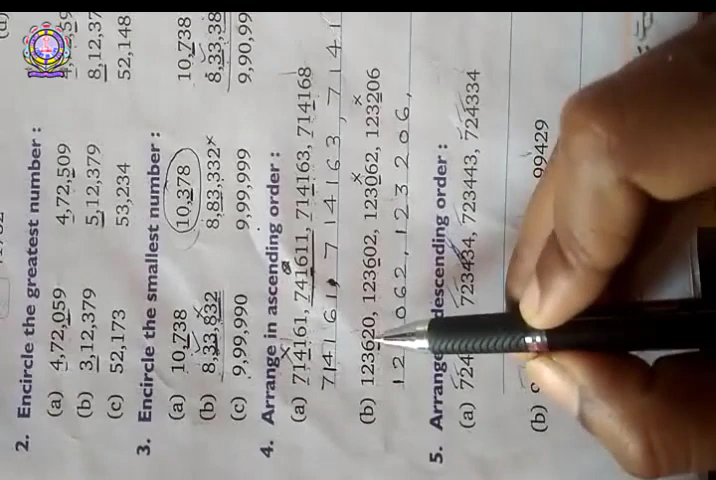 2. Encircle the greatest number :
(a) 4,72,059 4,72,509
(b) 3,12,379 5,12,379 8,12,37
(c) 52,173 53,234 52,148
3. Encircle the smallest number :
(a) 10,738 10,378 10,738
(b) 8,33,832 8,83,332 8,33,38
(c) 9,99,990 9,99,999 9,90,99
4. Arrange in ascending order :
(a) 714161, 741611, 714163, 714168
714161, 714163, 7141
(b) 123620, 123602, 123062, 123206
123062, 123206,
5. Arrange descending order :
(a) 724 723434, 723443, 724334
(b) 99429